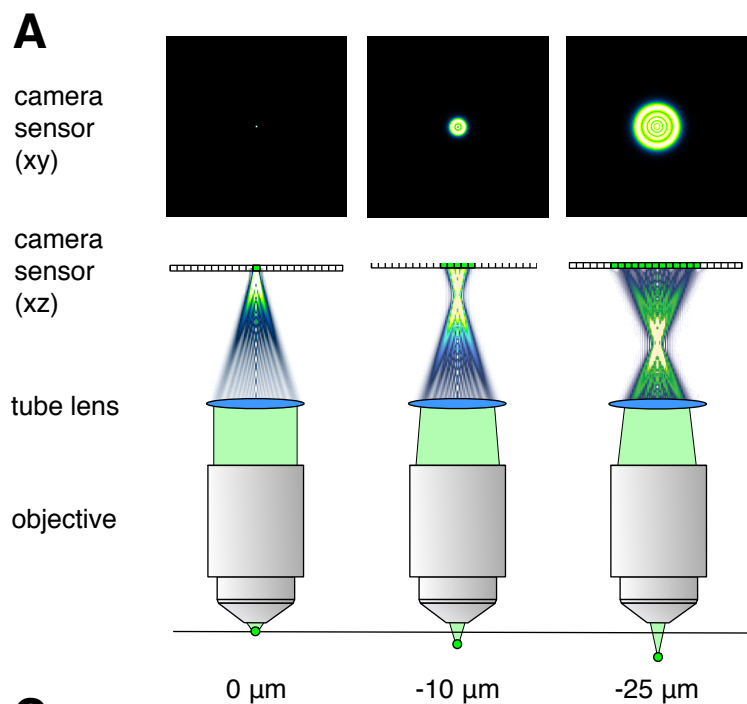 A
camera
sensor
(xy)
camera
sensor
(xz)
tube lens
objective
0 µm
-10 µm
-25 µm